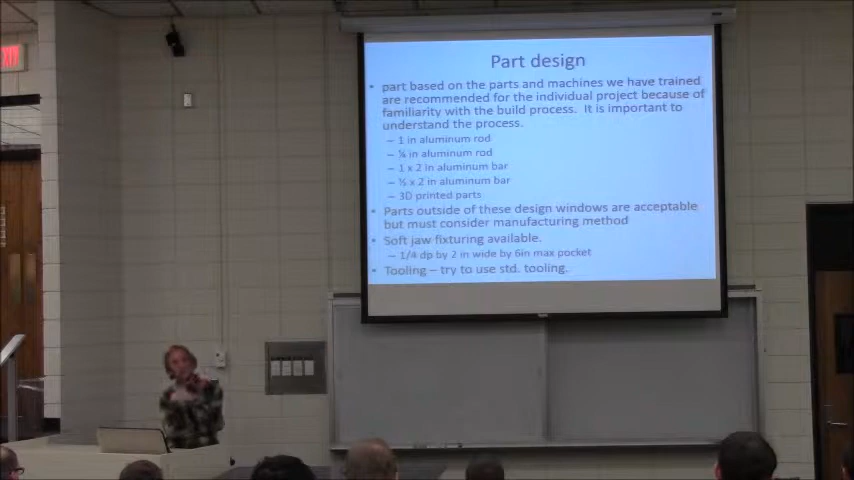 EXIT
Part design
• part based on the parts and machines we have trained
are recommended for the individual project because of
familiarity with the build process. It is important to
understand the process.
– 1 in aluminum rod
– ¼ in aluminum rod
– 1 x 2 in aluminum bar
– ½ x 2 in aluminum bar
– 3D printed parts
• Parts outside of these design windows are acceptable
but must consider manufacturing method
• Soft jaw fixturing available.
– 1/4 dp by 2 in wide by 6in max pocket
• Tooling – try to use std. tooling.